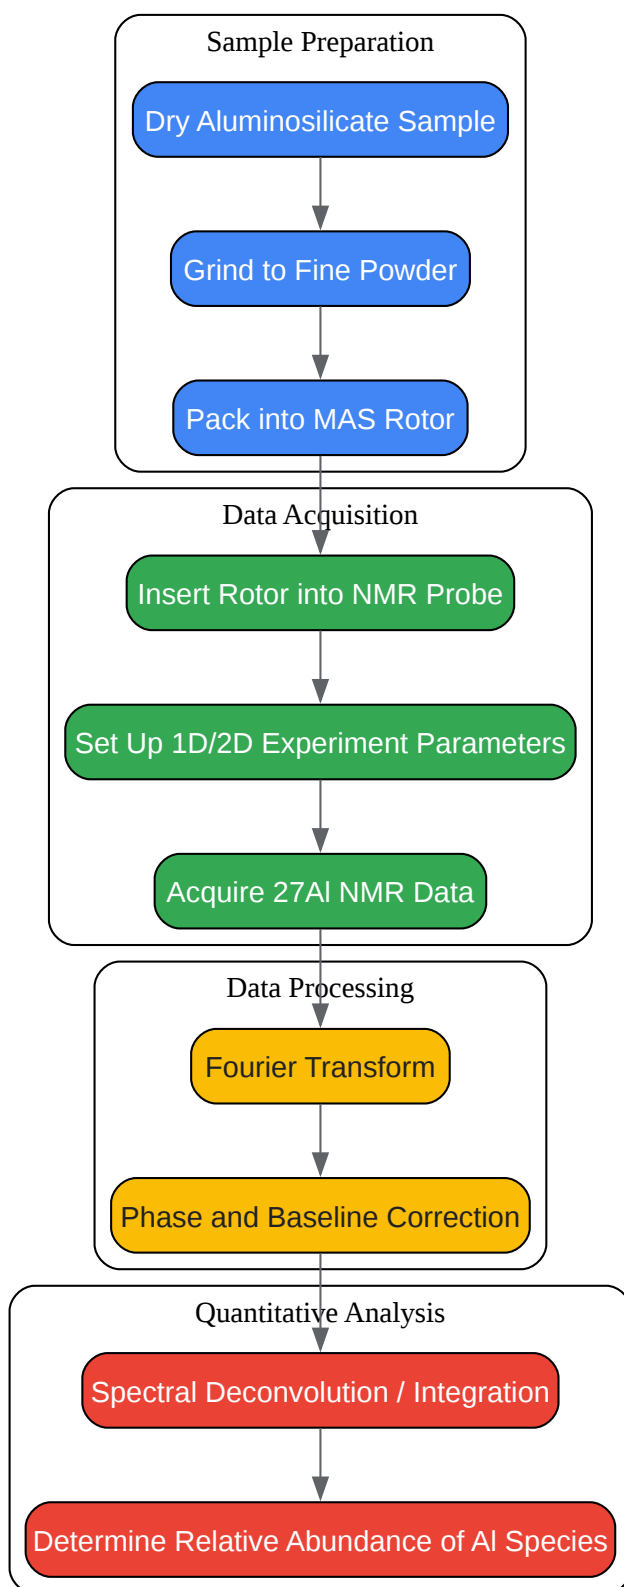 Sample Preparation
Dry Aluminosilicate Sample
Grind to Fine Powder
Pack into MAS Rotor
Data Acquisition
Insert Rotor into NMR Probe
Set Up 1D/2D Experiment Parameters
Acquire 27Al NMR Data
Data Processing
Fourier Transform
Phase and Baseline Correction
Quantitative Analysis
Spectral Deconvolution / Integration
Determine Relative Abundance of Al Species